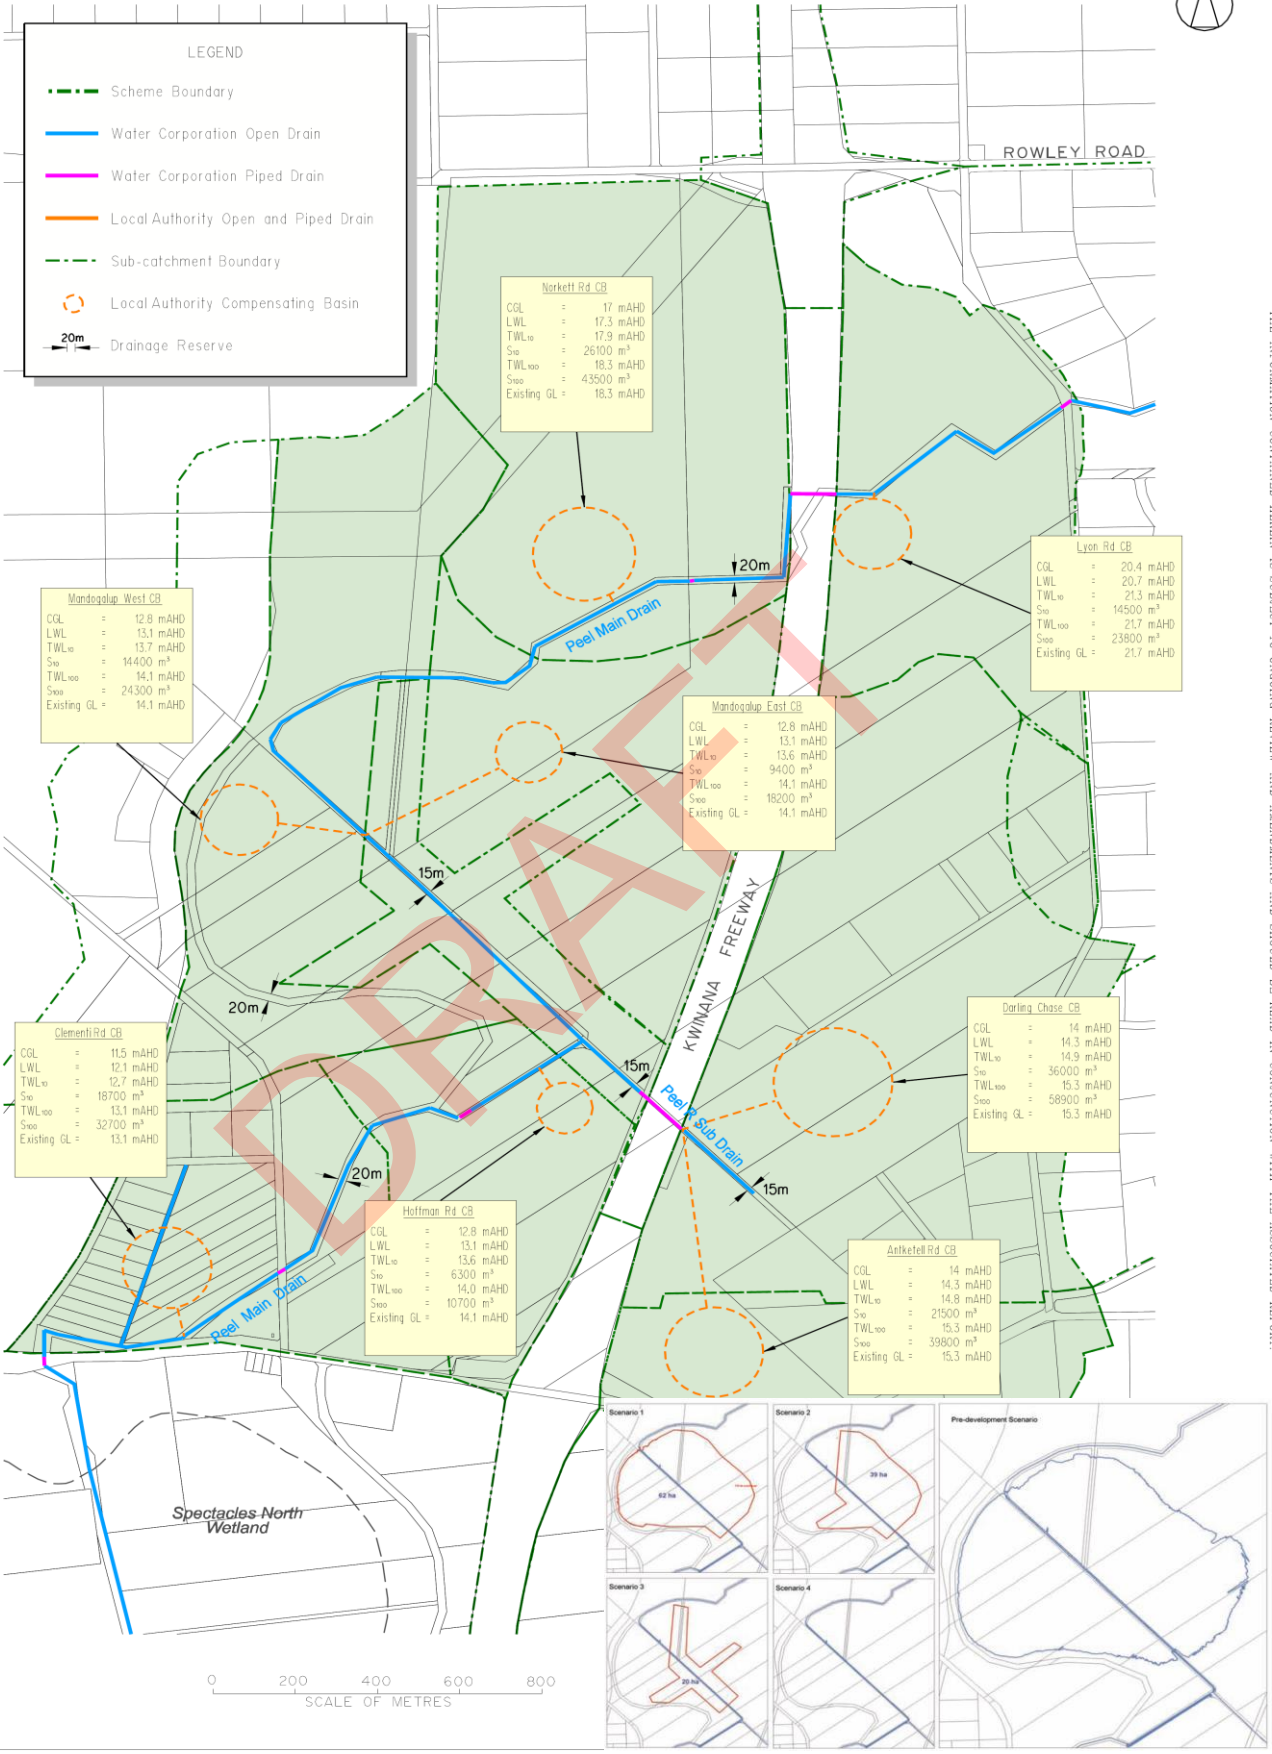 LEGEND
Scheme Boundary
Water Corporation Open Drain
Water Corporation Piped Drain
Local Authority Open and Piped Drain
Sub-catchment Boundary
Local Authority Compensating Basin
20m
Drainage Reserve
ROWLEY ROAD
Norkett Rd CB
CGL = 17 mAHD
LWL = 17.3 mAHD
TWL₁₀ = 17.9 mAHD
S₁₀ = 26100 m³
TWL₁₀₀ = 18.3 mAHD
S₁₀₀ = 43500 m³
Existing GL = 18.3 mAHD
Lyon Rd CB
CGL = 20.4 mAHD
LWL = 20.7 mAHD
TWL₁₀ = 21.3 mAHD
S₁₀ = 14500 m³
TWL₁₀₀ = 21.7 mAHD
S₁₀₀ = 23800 m³
Existing GL = 21.7 mAHD
20m
Peel Main Drain
Mandogalup West CB
CGL = 12.8 mAHD
LWL = 13.1 mAHD
TWL₁₀ = 13.7 mAHD
S₁₀ = 14400 m³
TWL₁₀₀ = 14.1 mAHD
S₁₀₀ = 24300 m³
Existing GL = 14.1 mAHD
Mandogalup East CB
CGL = 12.8 mAHD
LWL = 13.1 mAHD
TWL₁₀ = 13.6 mAHD
S₁₀ = 9400 m³
TWL₁₀₀ = 14.1 mAHD
S₁₀₀ = 18200 m³
Existing GL = 14.1 mAHD
DRAFT
15m
KWINANA FREEWAY
20m
Clementi Rd CB
CGL = 11.5 mAHD
LWL = 12.1 mAHD
TWL₁₀ = 12.7 mAHD
S₁₀ = 18700 m³
TWL₁₀₀ = 13.1 mAHD
S₁₀₀ = 32700 m³
Existing GL = 13.1 mAHD
Darling Chase CB
CGL = 14 mAHD
LWL = 14.3 mAHD
TWL₁₀ = 14.9 mAHD
S₁₀ = 36000 m³
TWL₁₀₀ = 15.3 mAHD
S₁₀₀ = 58900 m³
Existing GL = 15.3 mAHD
15m
Peel R Sub Drain
15m
20m
Hoffman Rd CB
CGL = 12.8 mAHD
LWL = 13.1 mAHD
TWL₁₀ = 13.6 mAHD
S₁₀ = 6300 m³
TWL₁₀₀ = 14.0 mAHD
S₁₀₀ = 10700 m³
Existing GL = 14.1 mAHD
Antketell Rd CB
CGL = 14 mAHD
LWL = 14.3 mAHD
TWL₁₀ = 14.8 mAHD
S₁₀ = 21500 m³
TWL₁₀₀ = 15.3 mAHD
S₁₀₀ = 39800 m³
Existing GL = 15.3 mAHD
Peel Main Drain
Spectacles North
Wetland
Scenario 1
62 ha
Scenario 2
39 ha
Pre-development Scenario
Scenario 3
20 ha
Scenario 4
0 200 400 600 800
SCALE OF METRES